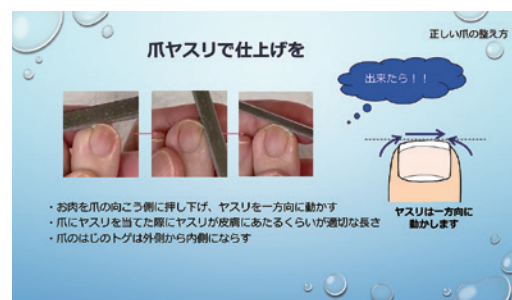 正しい爪の整え方
爪ヤスリで仕上げを
出来たら！！
・お肉を爪の向こう側に押し下げ、ヤスリを一方向に動かす
・爪にヤスリを当てた際にヤスリが皮膚にあたるくらいが適切な長さ
・爪のはじのトゲは外側から内側にならす
ヤスリは一方向に
動かします